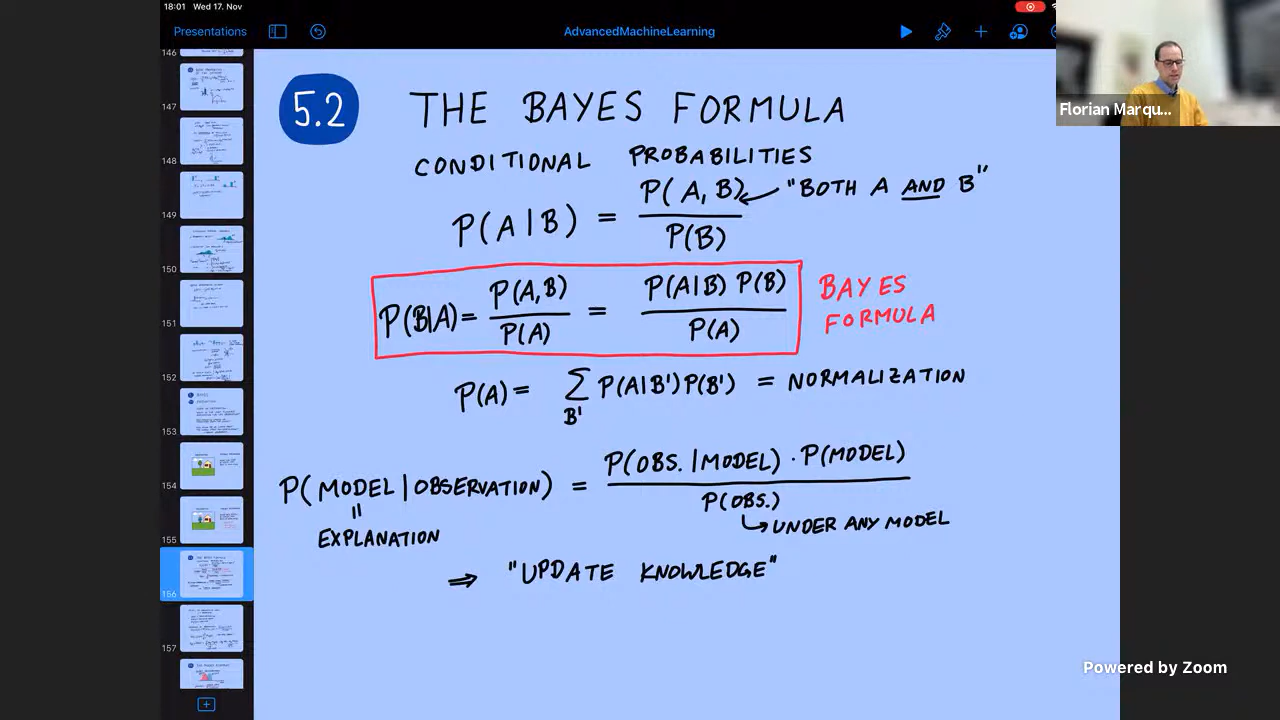 18:01 Wed 17. Nov
Presentations
AdvancedMachineLearning
Florian Marqu...
146
147
148
149
150
151
152
153
154
155
156
157
5.2 THE BAYES FORMULA
CONDITIONAL PROBABILITIES
P(A|B) = P(A,B) / P(B) "BOTH A AND B"
P(B|A) = P(A,B) / P(A) = P(A|B) P(B) / P(A) BAYES FORMULA
P(A) = ∑ B' P(A|B')P(B') = NORMALIZATION
P(MODEL|OBSERVATION) = P(OBS.|MODEL) · P(MODEL) / P(OBS.)
UNDER ANY MODEL
"
EXPLANATION
⇒ "UPDATE KNOWLEDGE"
Powered by Zoom